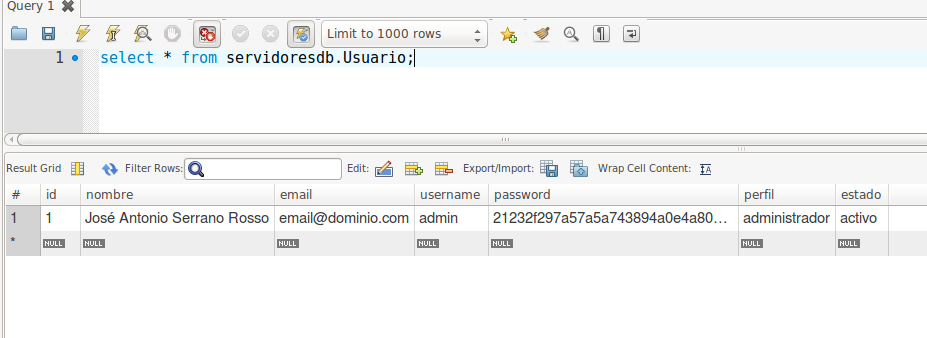 Query 1
Limit to 1000 rows
1 select * from servidoresdb.Usuario;
Result Grid Filter Rows: Edit: Export/Import: Wrap Cell Content: IA
# id nombre email username password perfil estado
1 1 José Antonio Serrano Rosso email@dominio.com admin 21232f297a57a5a743894a0e4a80... administrador activo
* NULL NULL NULL NULL NULL NULL NULL